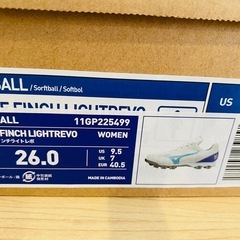 BALL / Softball / Softbol
FINCH LIGHTREVO
US
BALL 11GP225499
FINCH LIGHTREVO WOMEN
ンチライトレボ
26.0
US 9.5
UK 7
EUR 40.5
MADE IN CAMBODIA